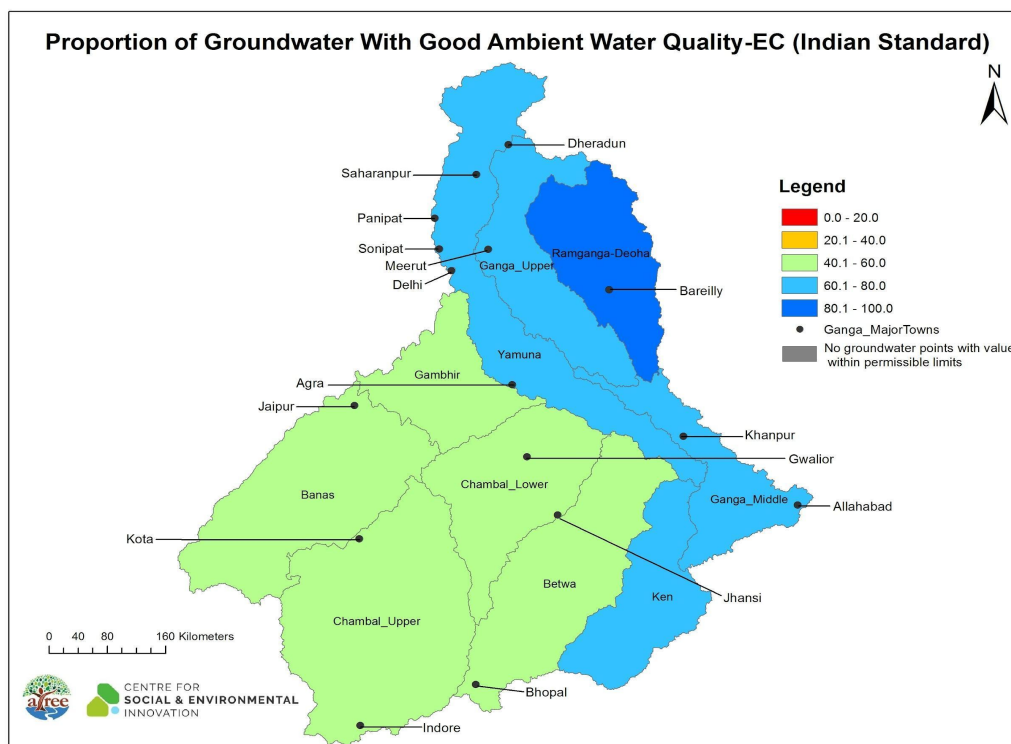 Proportion of Groundwater With Good Ambient Water Quality-EC (Indian Standard)
N
Dheradun
Saharanpur
Panipat
Sonipat
Meerut
Delhi
Ganga_Upper
Ramganga-Deoha
Bareilly
Legend
0.0 - 20.0
20.1 - 40.0
40.1 - 60.0
60.1 - 80.0
80.1 - 100.0
Ganga_MajorTowns
No groundwater points with value
within permissible limits
Yamuna
Gambhir
Agra
Jaipur
Khanpur
Gwalior
Chambal_Lower
Banas
Ganga_Middle
Allahabad
Kota
Betwa
Ken
Jhansi
Chambal_Upper
0 40 80 160 Kilometers
Bhopal
Indore
atree
CENTRE FOR
SOCIAL & ENVIRONMENTAL
INNOVATION